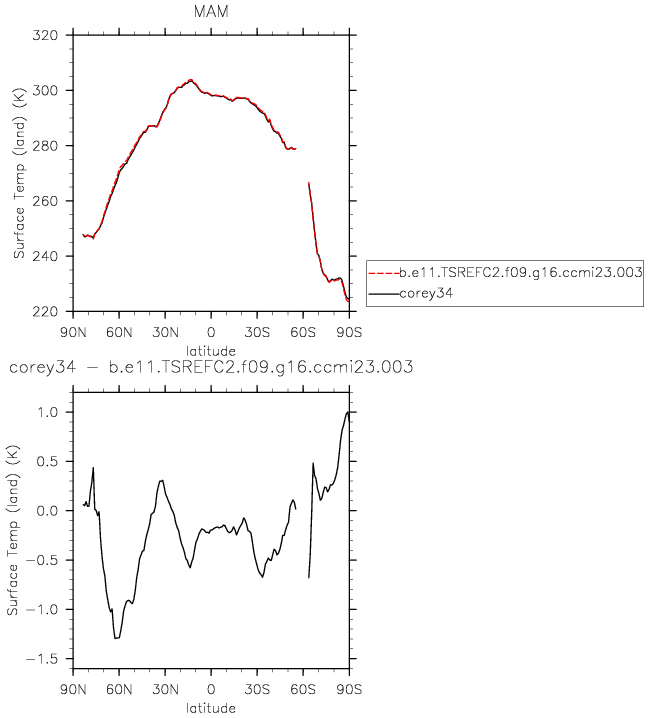 MAM
320
300
280
260
240
220
Surface Temp (land) (K)
90N 60N 30N 0 30S 60S 90S
latitude
b.e11.TSREFC2.f09.g16.ccmi23.003
corey34
corey34 − b.e11.TSREFC2.f09.g16.ccmi23.003
1.0
0.5
0.0
−0.5
−1.0
−1.5
Surface Temp (land) (K)
90N 60N 30N 0 30S 60S 90S
latitude